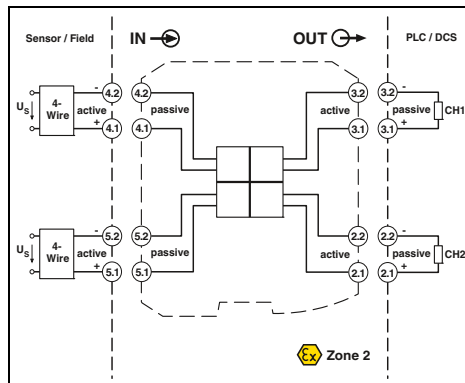 Sensor / Field IN OUT PLC / DCS
- 4.2 4.2 3.2 3.2 -
U_S 4-Wire active passive active passive CH1
+ 4.1 4.1 3.1 3.1 +
- 5.2 5.2 2.2 2.2 -
U_S 4-Wire active passive active passive CH2
+ 5.1 5.1 2.1 2.1 +
Ex Zone 2